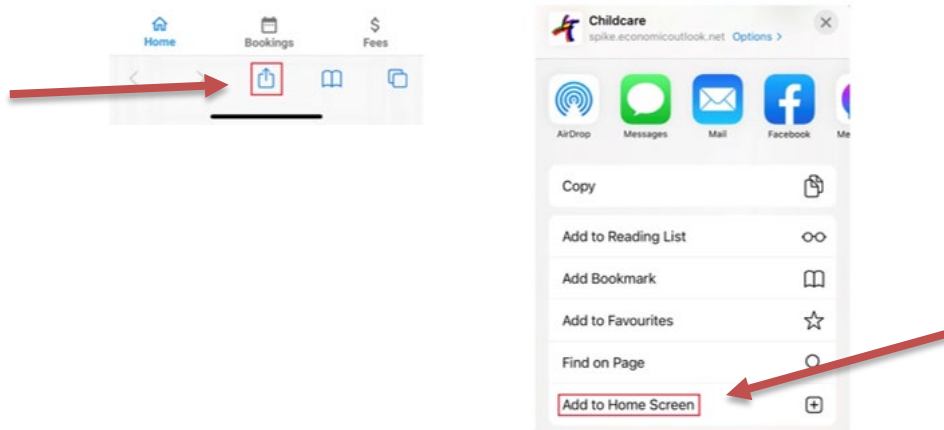 Home Bookings Fees
Childcare
spike.economicoutlook.net Options >
AirDrop Messages Mail Facebook Me
Copy
Add to Reading List
Add Bookmark
Add to Favourites
Find on Page
Add to Home Screen